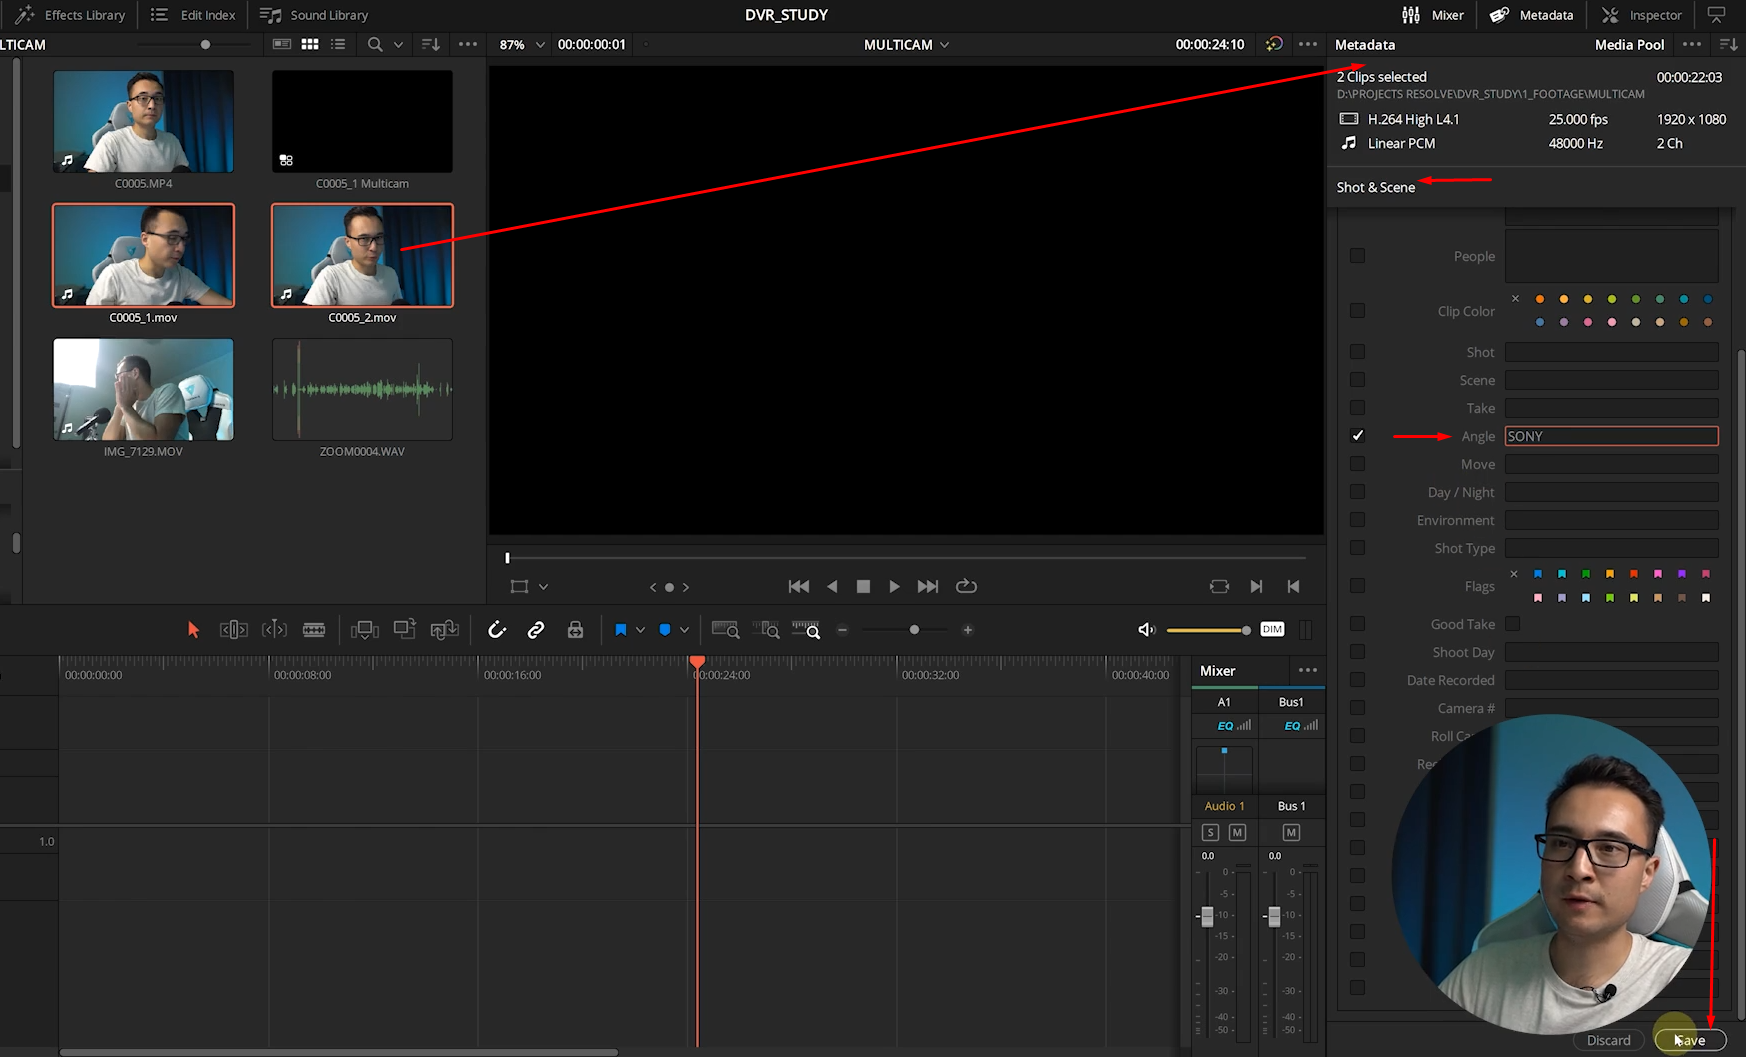 Effects Library
Edit Index
Sound Library
DVR_STUDY
Mixer
Metadata
Inspector
LTICAM
87%
00:00:00:01
MULTICAM
00:00:24:10
Metadata
Media Pool
2 Clips selected
00:00:22:03
D:\PROJECTS RESOLVE\DVR_STUDY\1_FOOTAGE\MULTICAM
H.264 High L4.1
25.000 fps
1920 x 1080
Linear PCM
48000 Hz
2 Ch
Shot & Scene
C0005.MP4
C0005_1 Multicam
C0005_1.mov
C0005_2.mov
IMG_7129.MOV
ZOOM0004.WAV
People
Clip Color
Shot
Scene
Take
Angle
SONY
Move
Day / Night
Environment
Shot Type
Flags
Good Take
Shoot Day
Date Recorded
Camera #
Roll Ca
Re
DIM
00:00:00:00
00:00:08:00
00:00:16:00
00:00:24:00
00:00:32:00
00:00:40:00
1.0
Mixer
A1
Bus1
EQ
EQ
Audio 1
Bus 1
S
M
M
0.0
0.0
0-
0-
-5-
-5-
-10-
-10-
-15-
-15-
-20-
-20-
-30-
-30-
-40-
-40-
-50-
-50-
Discard
Save